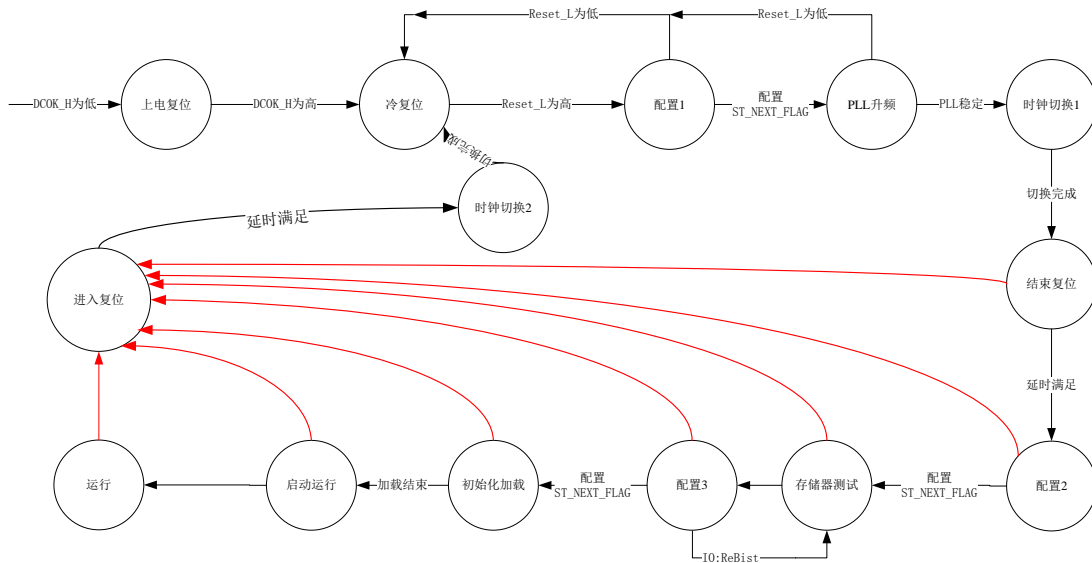 Reset_L为低
Reset_L为低
DCOK_H为低
上电复位
DCOK_H为高
冷复位
Reset_L为高
配置1
配置
ST_NEXT_FLAG
PLL升频
PLL稳定
时钟切换1
切换完成
切换完成
时钟切换2
延时满足
进入复位
结束复位
延时满足
运行
启动运行
加载结束
初始化加载
配置
ST_NEXT_FLAG
配置3
存储器测试
配置
ST_NEXT_FLAG
配置2
IO:ReBist